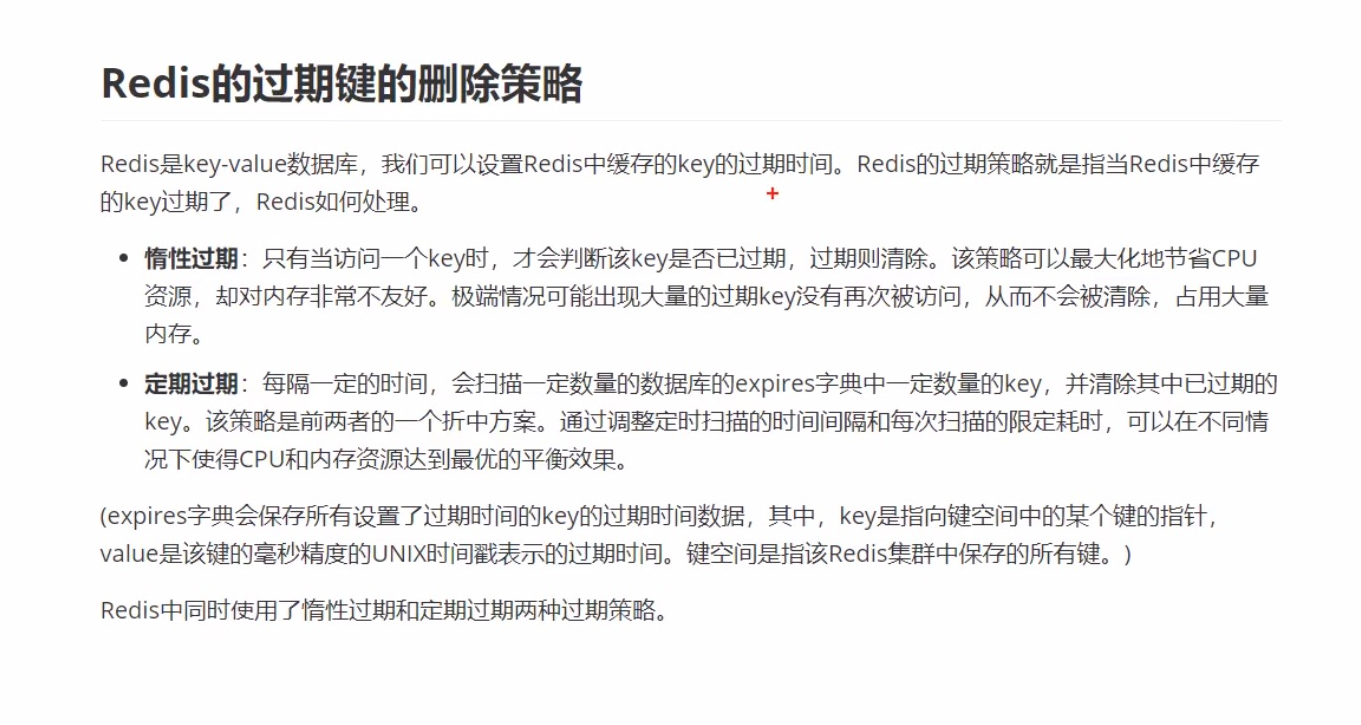 Redis的过期键的删除策略
Redis是key-value数据库，我们可以设置Redis中缓存的key的过期时间。Redis的过期策略就是指当Redis中缓存
的key过期了，Redis如何处理。
惰性过期：只有当访问一个key时，才会判断该key是否已过期，过期则清除。该策略可以最大化地节省CPU
资源，却对内存非常不友好。极端情况可能出现大量的过期key没有再次被访问，从而不会被清除，占用大量
内存。
定期过期：每隔一定的时间，会扫描一定数量的数据库的expires字典中一定数量的key，并清除其中已过期的
key。该策略是前两者的一个折中方案。通过调整定时扫描的时间间隔和每次扫描的限定耗时，可以在不同情
况下使得CPU和内存资源达到最优的平衡效果。
(expires字典会保存所有设置了过期时间的key的过期时间数据，其中，key是指向键空间中的某个键的指针，
value是该键的毫秒精度的UNIX时间戳表示的过期时间。键空间是指该Redis集群中保存的所有键。)
Redis中同时使用了惰性过期和定期过期两种过期策略。